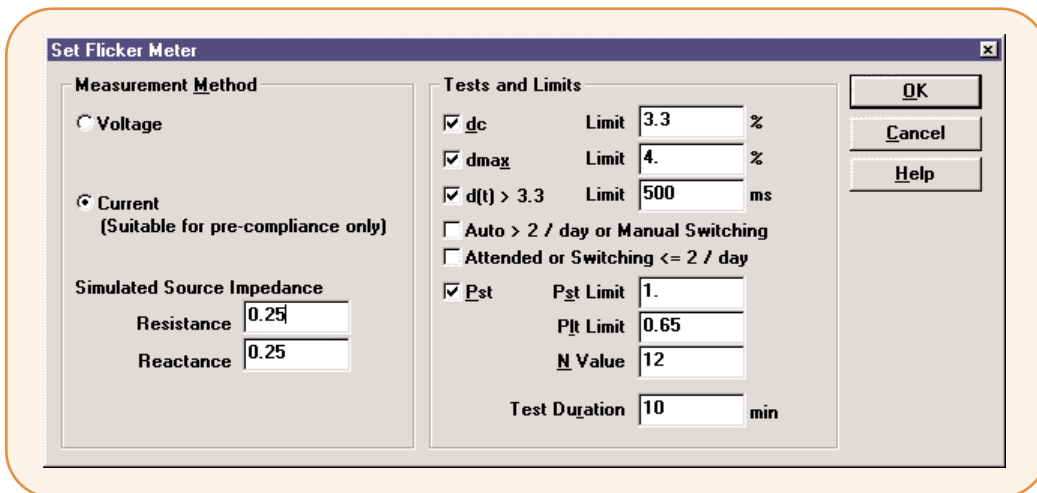 Set Flicker Meter
Measurement Method
Voltage
Current
(Suitable for pre-compliance only)
Simulated Source Impedance
Resistance 0.25
Reactance 0.25
Tests and Limits
dc Limit 3.3 %
dmax Limit 4. %
d(t) > 3.3 Limit 500 ms
Auto > 2 / day or Manual Switching
Attended or Switching <= 2 / day
Pst Pst Limit 1.
Plt Limit 0.65
N Value 12
Test Duration 10 min
OK
Cancel
Help